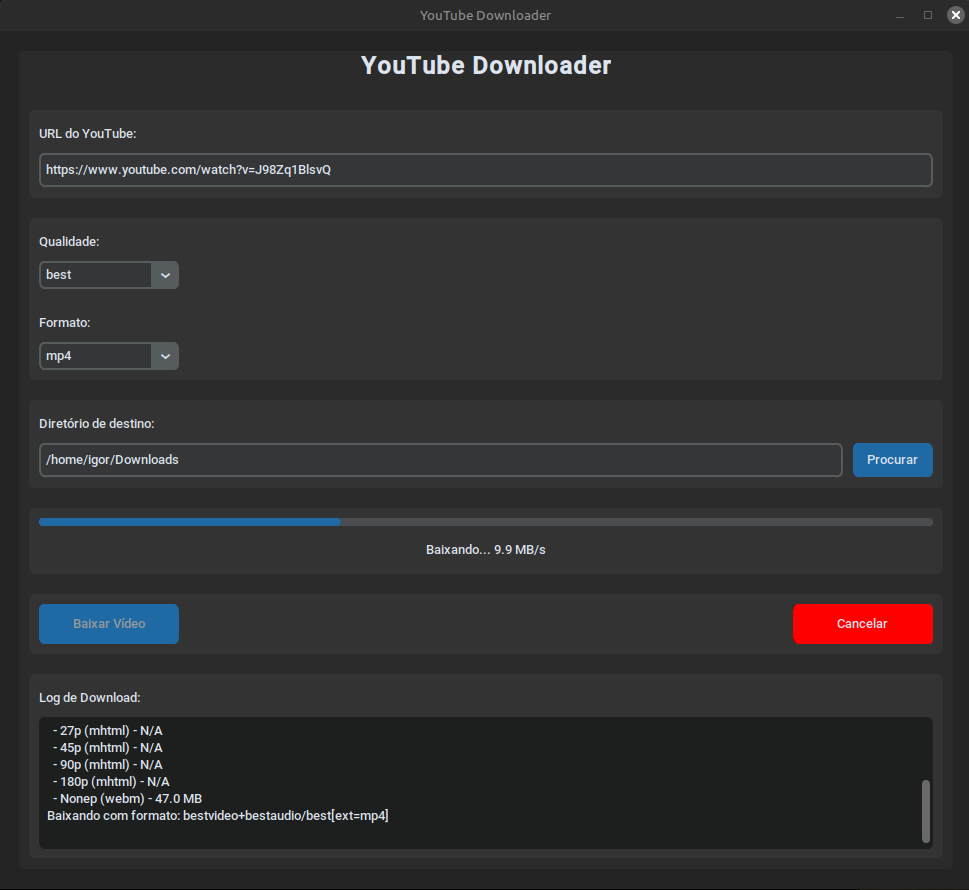 YouTube Downloader
YouTube Downloader
URL do YouTube:
https://www.youtube.com/watch?v=J98Zq1BlsvQ
Qualidade:
best
Formato:
mp4
Diretório de destino:
/home/igor/Downloads
Procurar
Baixando... 9.9 MB/s
Baixar Vídeo
Cancelar
Log de Download:
- 27p (mhtml) - N/A
- 45p (mhtml) - N/A
- 90p (mhtml) - N/A
- 180p (mhtml) - N/A
- Nonep (webm) - 47.0 MB
Baixando com formato: bestvideo+bestaudio/best[ext=mp4]